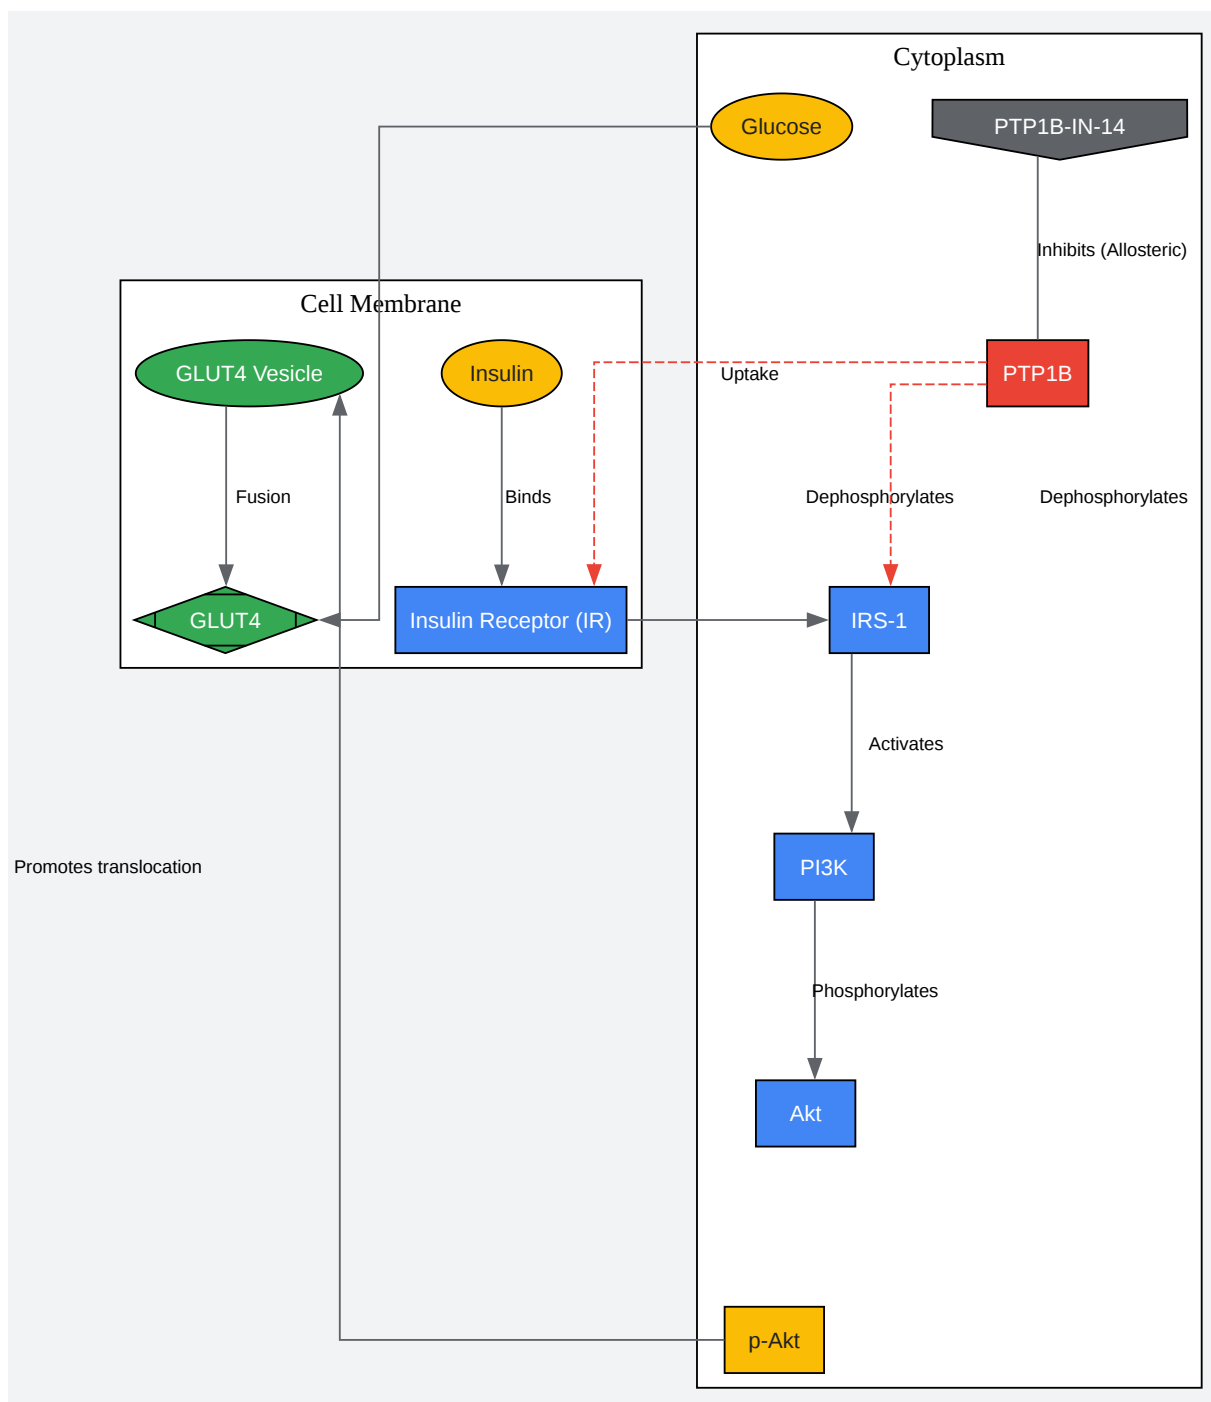 Cytoplasm
Glucose
PTP1B-IN-14
Inhibits (Allosteric)
Cell Membrane
GLUT4 Vesicle
Insulin
Uptake
PTP1B
Fusion
Binds
Dephosphorylates
Dephosphorylates
GLUT4
Insulin Receptor (IR)
IRS-1
Activates
Promotes translocation
PI3K
Phosphorylates
Akt
p-Akt